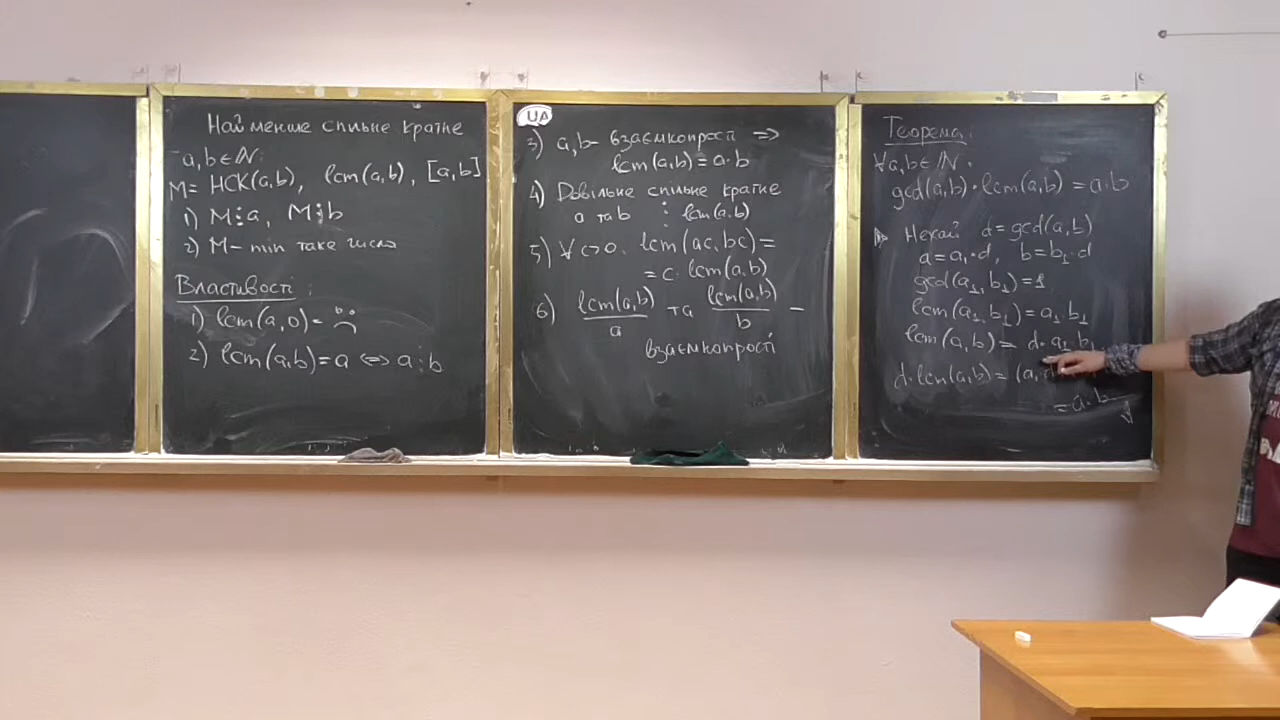 Найменше спільне кратне
a, b ∈ ℕ:
M = НСК(a,b), lcm(a,b), [a,b]
1) M⋮a, M⋮b
2) M – min таке число
Властивості:
1) lcm(a,0) =
2) lcm(a,b) = a ⟺ a⋮b
UA
3) a,b – взаємнопрості ⟹
lcm(a,b) = a·b
4) Довільне спільне кратне
a та b ⋮ lcm(a,b)
5) ∀c>0. lcm(ac,bc) =
= c·lcm(a,b)
6) lcm(a,b)/a та lcm(a,b)/b –
взаємнопрості
Теорема:
∀a,b∈ℕ.
gcd(a,b)·lcm(a,b) = a·b
Нехай d = gcd(a,b)
a = a₁·d, b = b₁·d
gcd(a₁,b₁) = 1
lcm(a₁,b₁) = a₁·b₁
lcm(a,b) = d·a₁·b₁
d·lcm(a,b) = (a₁·d
= a·b